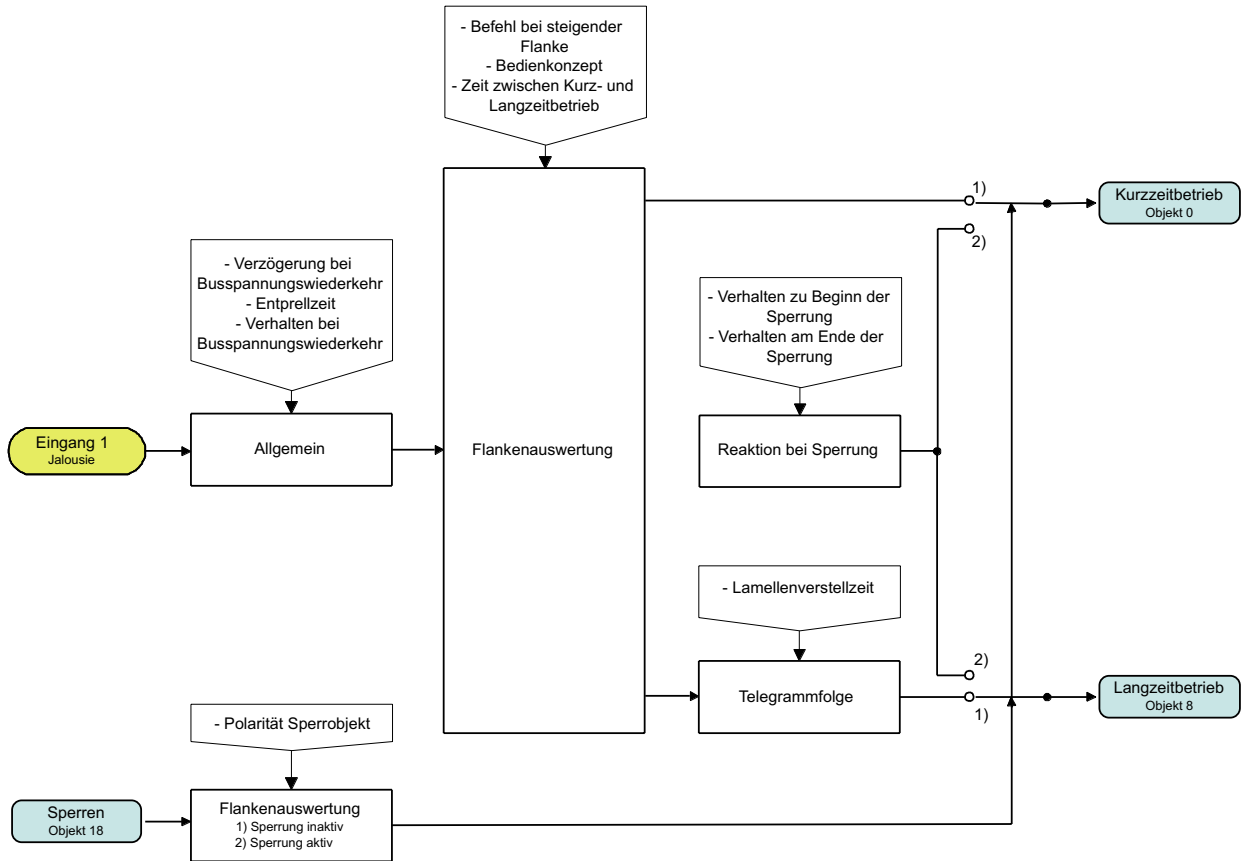 - Befehl bei steigender
Flanke
- Bedienkonzept
- Zeit zwischen Kurz- und
Langzeitbetrieb
1)
Kurzzeitbetrieb
Objekt 0
2)
- Verzögerung bei
Busspannungswiederkehr
- Entprellzeit
- Verhalten bei
Busspannungswiederkehr
- Verhalten zu Beginn der
Sperrung
- Verhalten am Ende der
Sperrung
Eingang 1
Jalousie
Allgemein
Flankenauswertung
Reaktion bei Sperrung
- Lamellenverstellzeit
2)
Telegrammfolge
1)
Langzeitbetrieb
Objekt 8
- Polarität Sperrobjekt
Sperren
Objekt 18
Flankenauswertung
1) Sperrung inaktiv
2) Sperrung aktiv